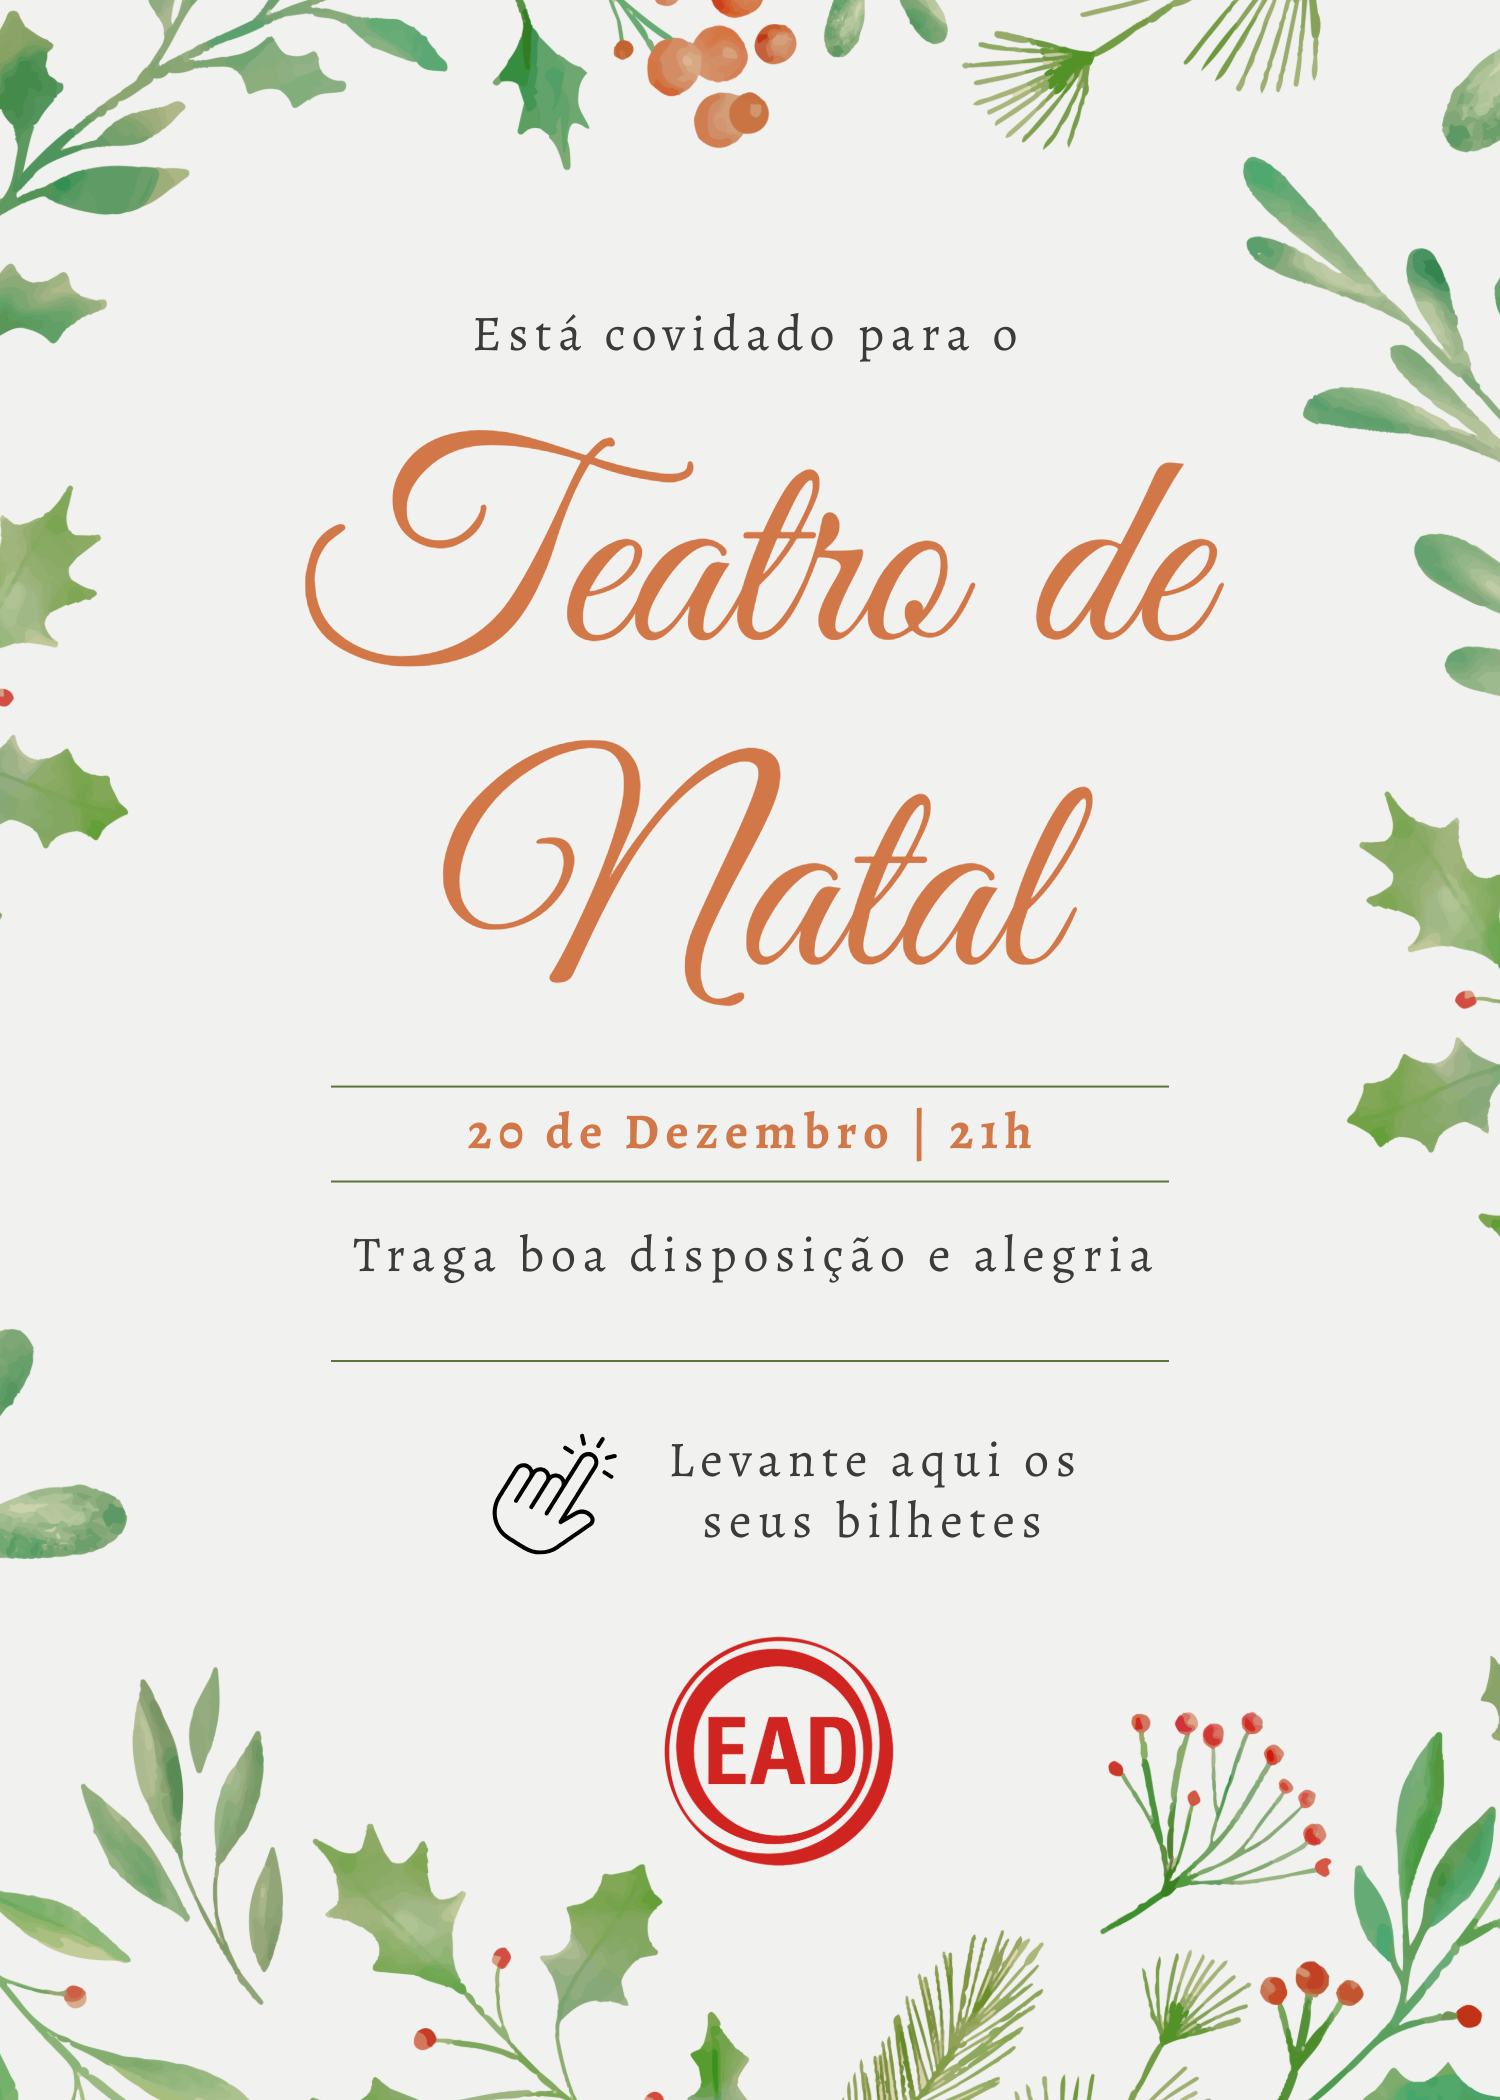 Está covidado para o
Teatro de
Natal
20 de Dezembro | 21h
Traga boa disposição e alegria
Levante aqui os
seus bilhetes
EAD